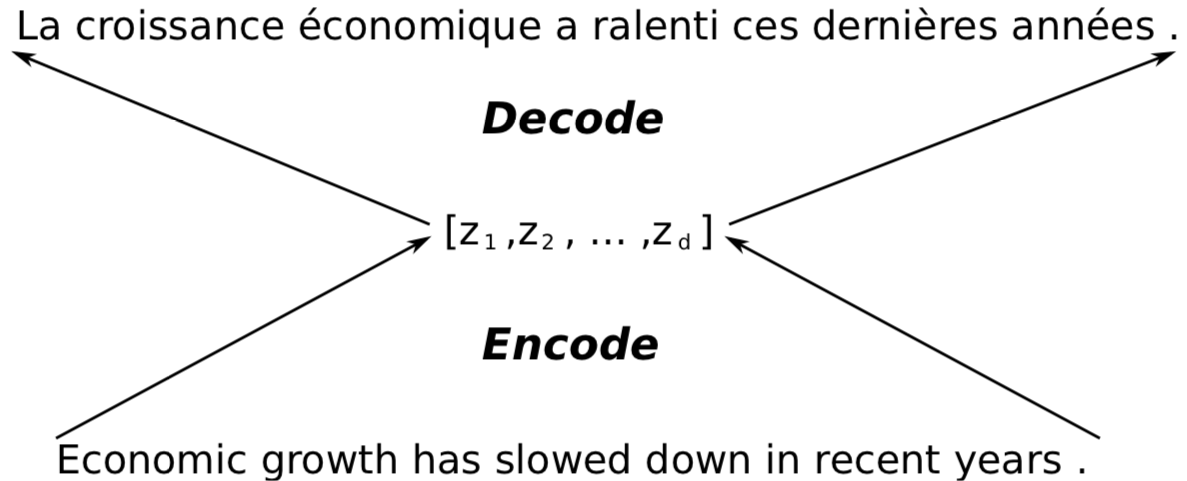 La croissance économique a ralenti ces dernières années .
Decode
[z₁ ,z₂ , ... ,z_d ]
Encode
Economic growth has slowed down in recent years .